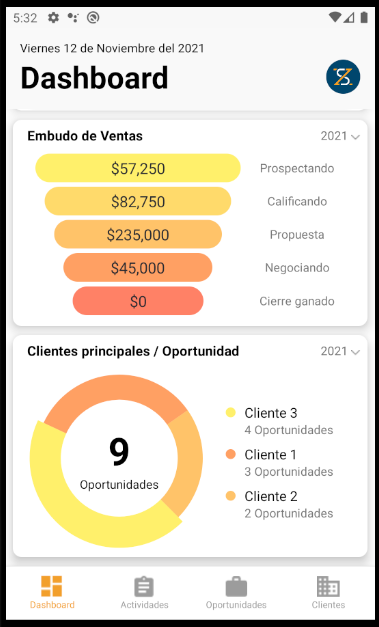 5:32
Viernes 12 de Noviembre del 2021
Dashboard
Embudo de Ventas 2021
$57,250 Prospectando
$82,750 Calificando
$235,000 Propuesta
$45,000 Negociando
$0 Cierre ganado
Clientes principales / Oportunidad 2021
9
Oportunidades
Cliente 3
4 Oportunidades
Cliente 1
3 Oportunidades
Cliente 2
2 Oportunidades
Dashboard Actividades Oportunidades Clientes